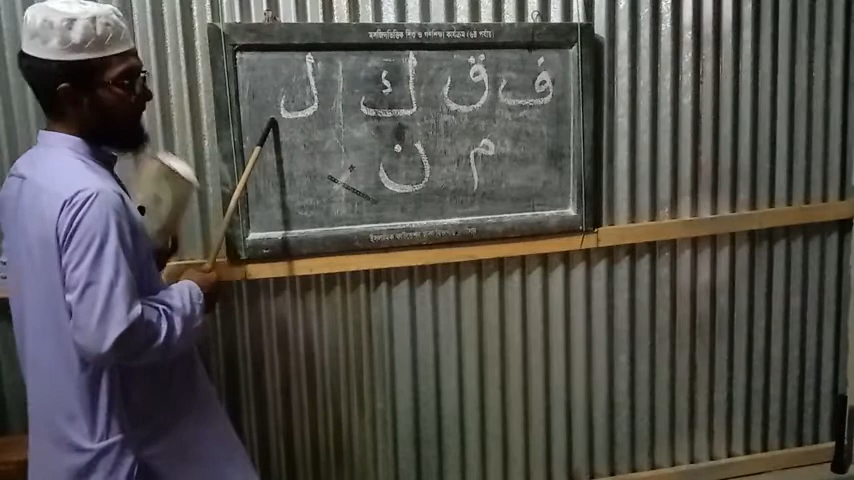 মসজিদভিত্তিক শিশু ও গণশিক্ষা কার্যক্রম (৬ষ্ঠ পর্যায়)
ف ق ك ل
م ن